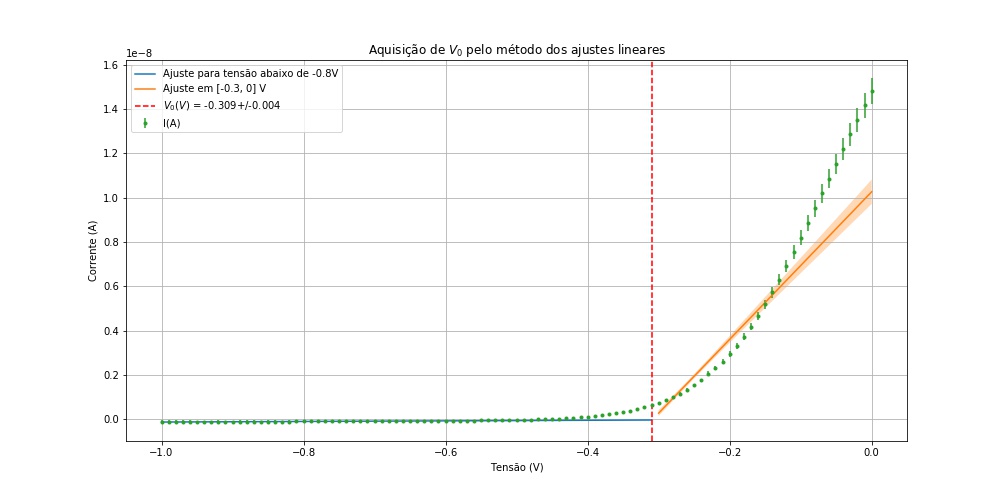 Aquisição de V₀ pelo método dos ajustes lineares
1e−8
Ajuste para tensão abaixo de -0.8V
Ajuste em [-0.3, 0] V
V₀(V) = -0.309+/-0.004
I(A)
1.6
1.4
1.2
1.0
0.8
0.6
0.4
0.2
0.0
Corrente (A)
−1.0 −0.8 −0.6 −0.4 −0.2 0.0
Tensão (V)